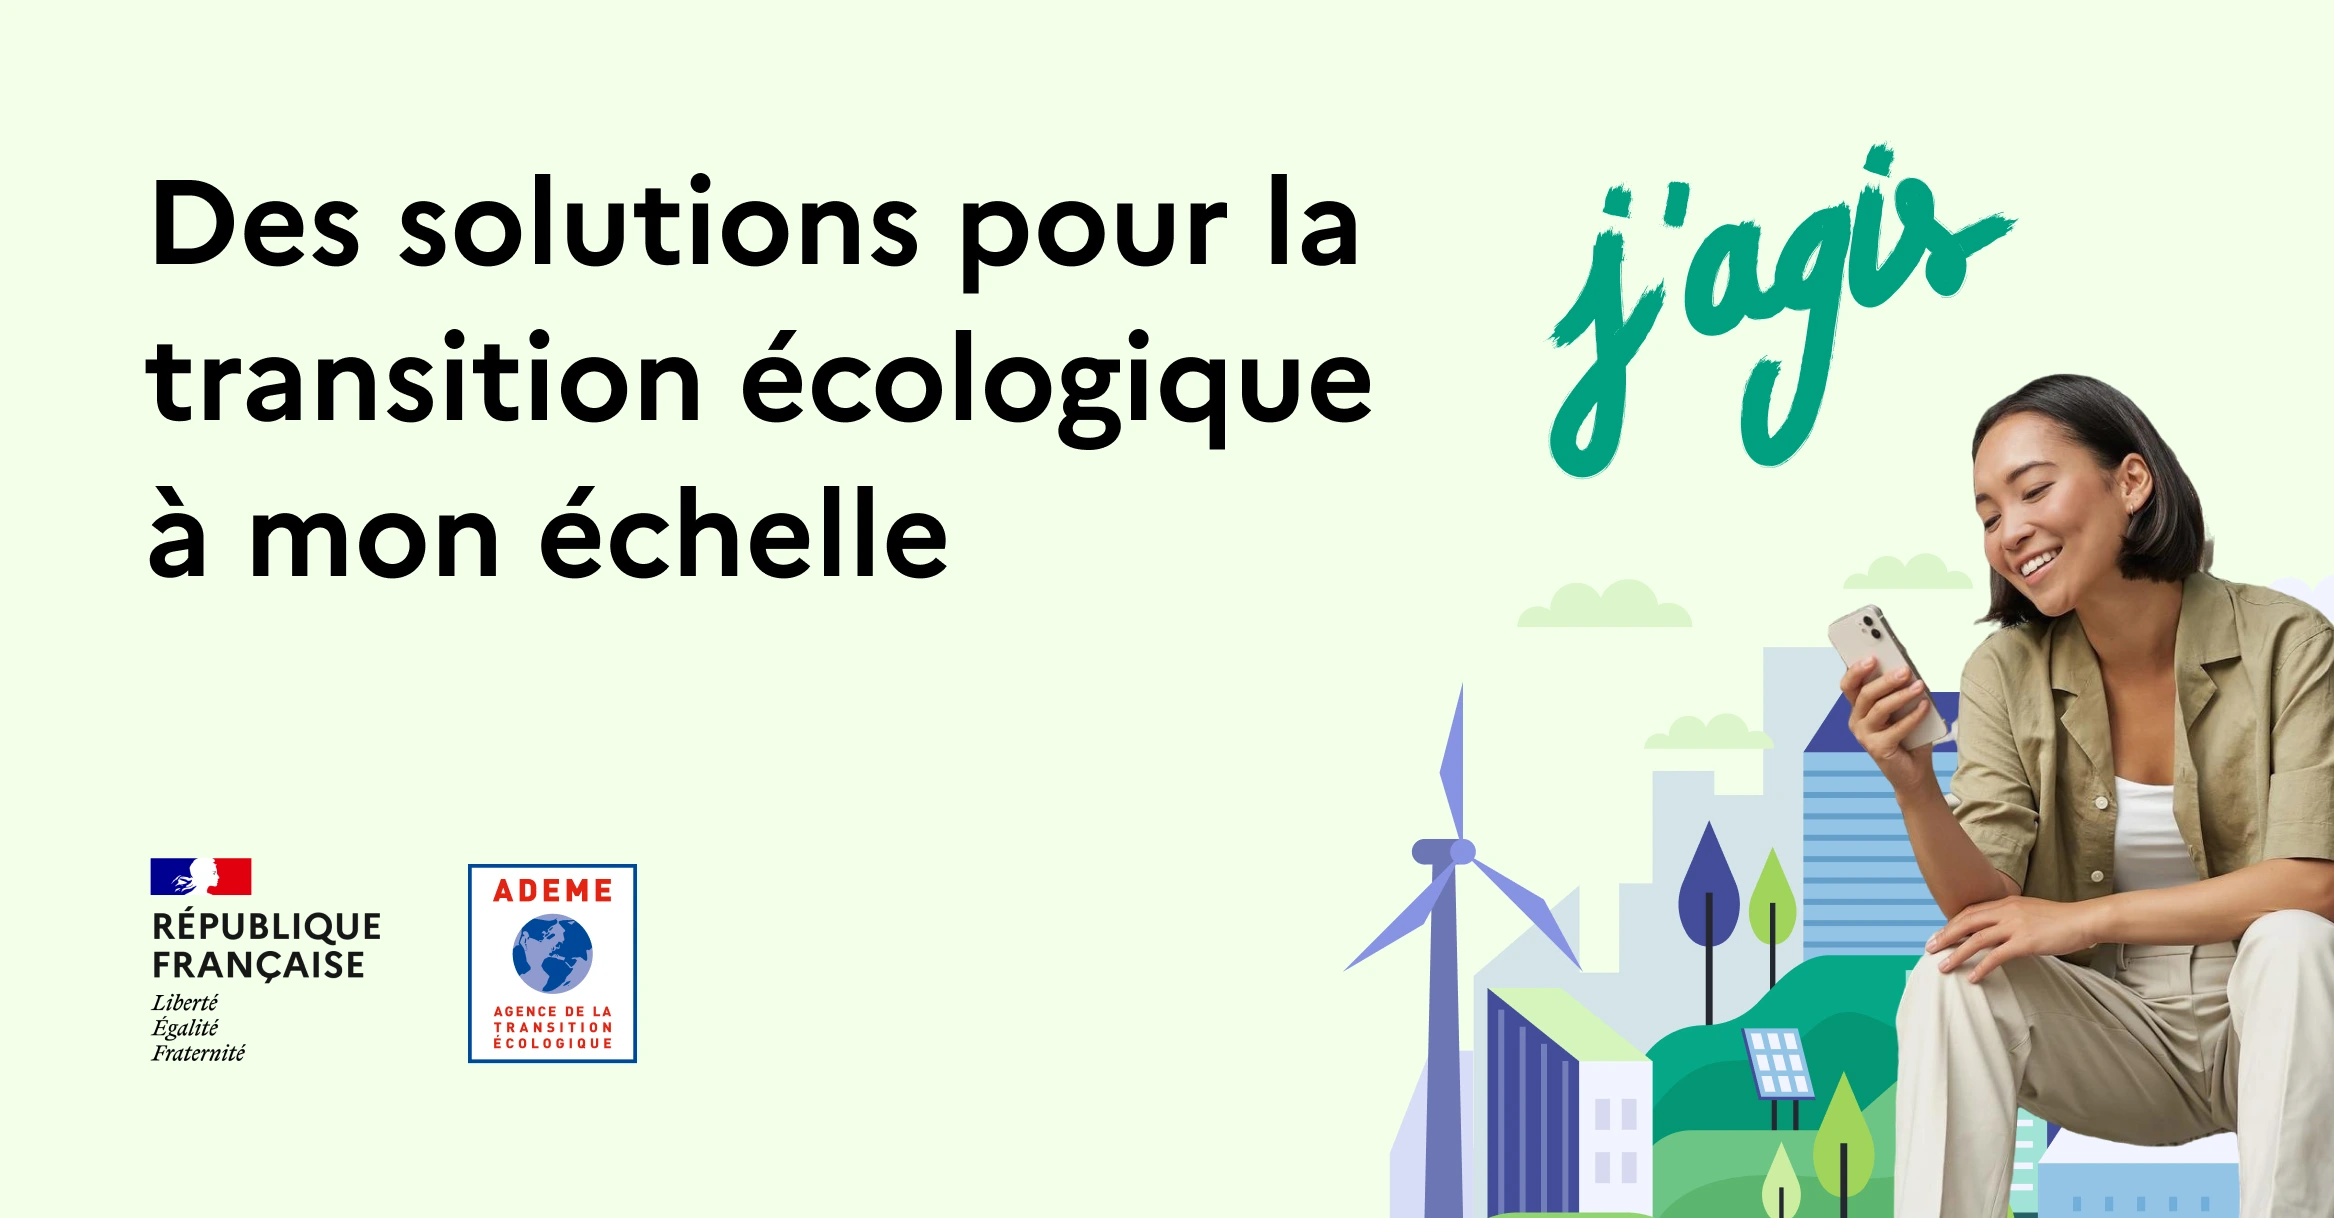 Des solutions pour la
transition écologique
à mon échelle
j'agis
RÉPUBLIQUE
FRANÇAISE
Liberté
Égalité
Fraternité
ADEME
AGENCE DE LA
TRANSITION
ÉCOLOGIQUE